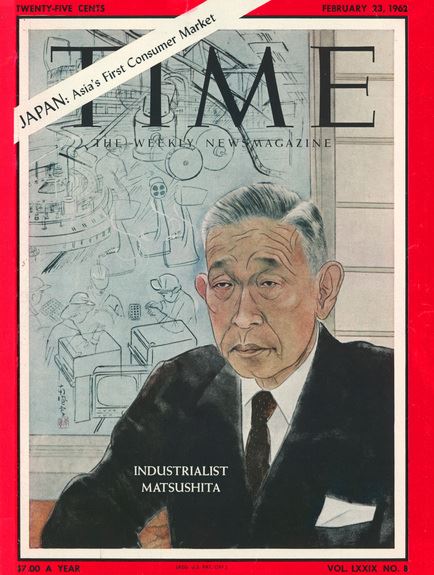 TWENTY-FIVE CENTS
FEBRUARY 23, 1962
JAPAN: Asia's First Consumer Market
TIME
THE WEEKLY NEWSMAGAZINE
INDUSTRIALIST
MATSUSHITA
$7.00 A YEAR
VOL. LXXIX NO. 8